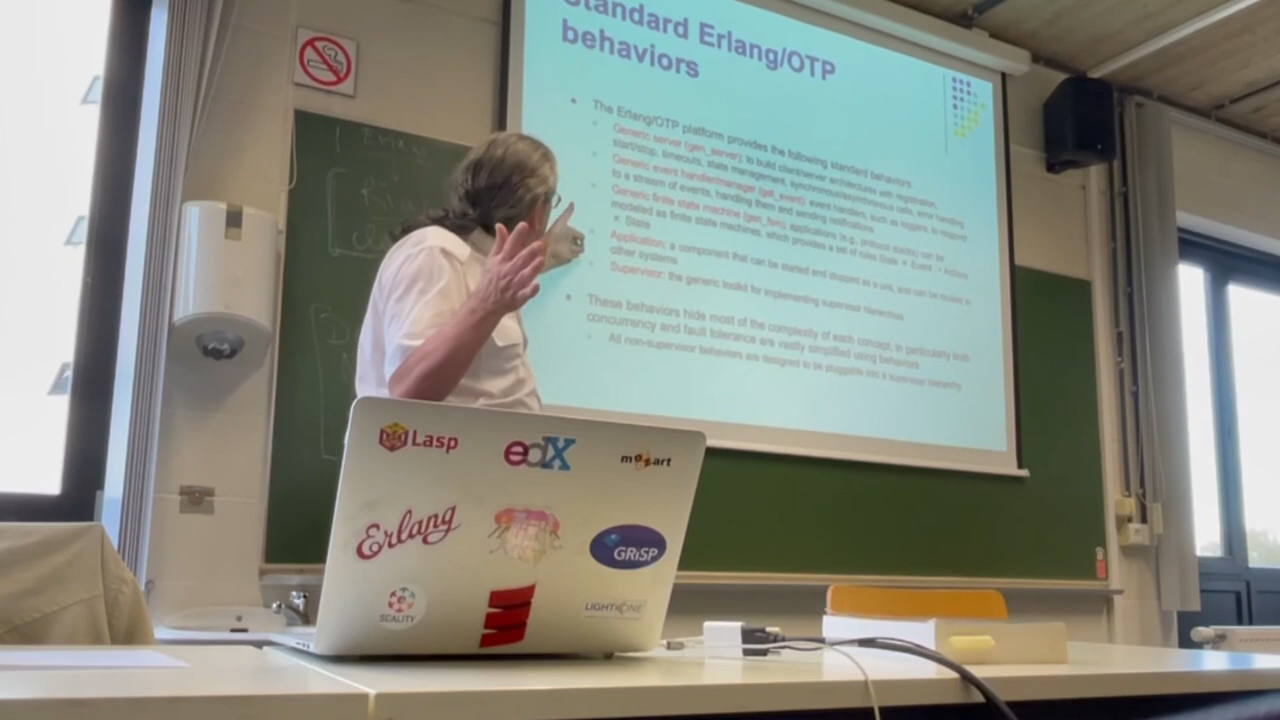 Standard Erlang/OTP
behaviors
The Erlang/OTP platform provides the following standard behaviors:
Generic server (gen_server): to build client/server architectures with registration,
start/stop, timeouts, state management, synchronous/asynchronous calls, error handling
Generic event handler/manager (get_event): event handlers, such as loggers, to respond
to a stream of events, handling them and sending notifications
Generic finite state machine (gen_fsm): applications (e.g., protocol stacks) can be
modeled as finite state machines, which provides a set of rules State × Event → Actions
× State
Application: a component that can be started and stopped as a unit, and can be reused in
other systems
Supervisor: the generic toolkit for implementing supervisor hierarchies
These behaviors hide most of the complexity of each concept, in particularly both
concurrency and fault tolerance are vastly simplified using behaviors
All non-supervisor behaviors are designed to be pluggable into a supervisor hierarchy
Erlang
Lasp
edX
mozart
Erlang
GRiSP
SCALITY
LIGHTKONE